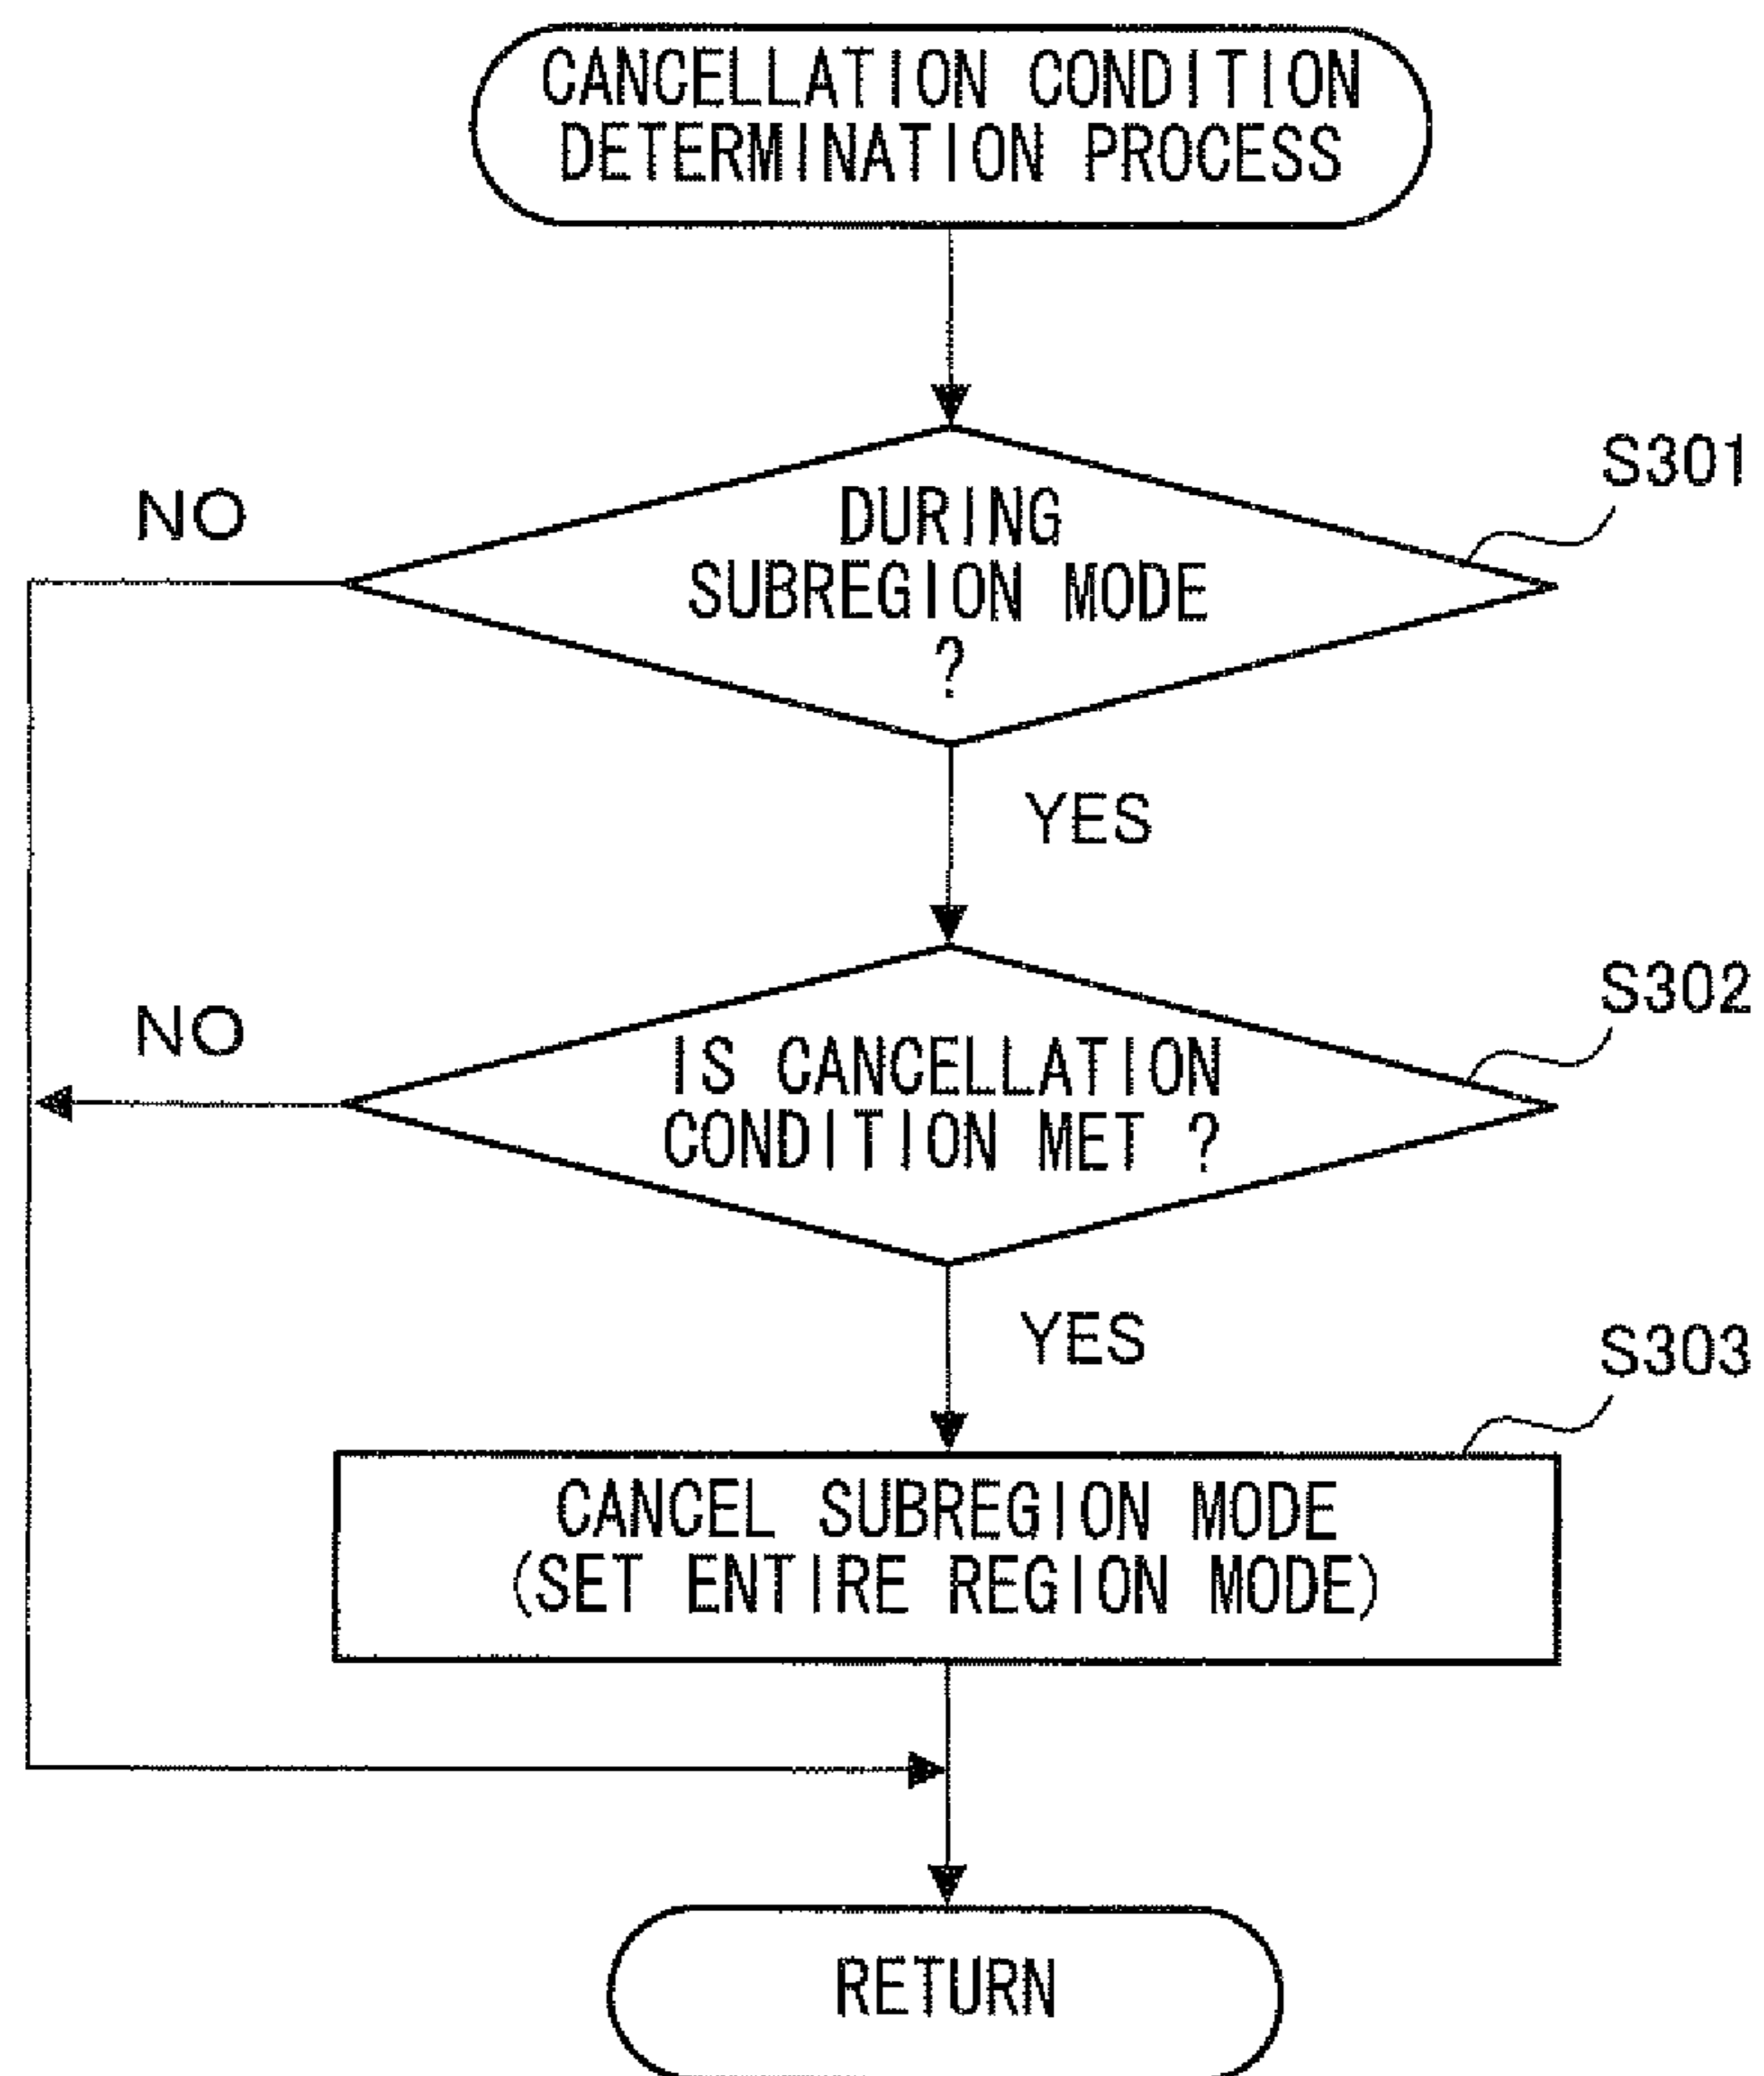 CANCELLATION CONDITION
DETERMINATION PROCESS
S301
NO
DURING
SUBREGION MODE
?
YES
S302
NO
IS CANCELLATION
CONDITION MET ?
YES
S303
CANCEL SUBREGION MODE
(SET ENTIRE REGION MODE)
RETURN